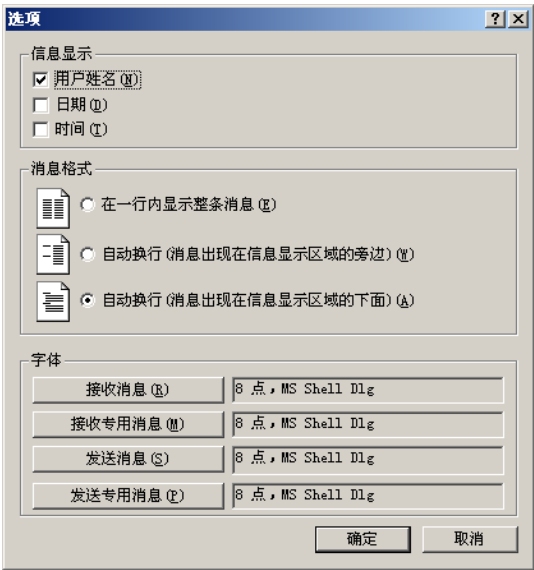 选项
信息显示
用户姓名(N)
日期(D)
时间(T)
消息格式
在一行内显示整条消息(E)
自动换行(消息出现在信息显示区域的旁边)(W)
自动换行(消息出现在信息显示区域的下面)(A)
字体
接收消息(R) 8 点，MS Shell Dlg
接收专用消息(M) 8 点，MS Shell Dlg
发送消息(S) 8 点，MS Shell Dlg
发送专用消息(P) 8 点，MS Shell Dlg
确定 取消